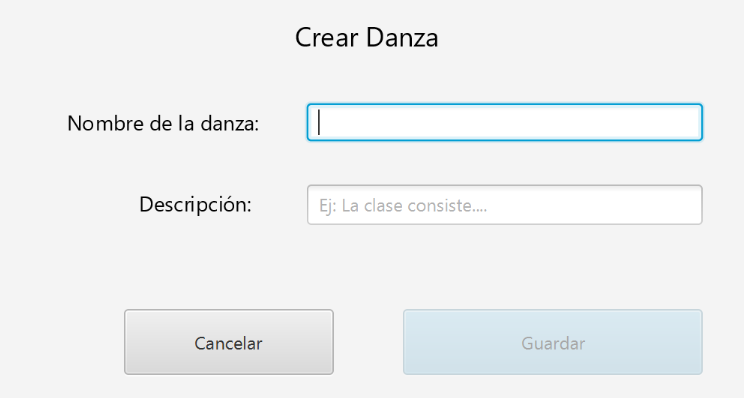 Crear Danza
Nombre de la danza:
Descripción:
Ej: La clase consiste....
Cancelar
Guardar